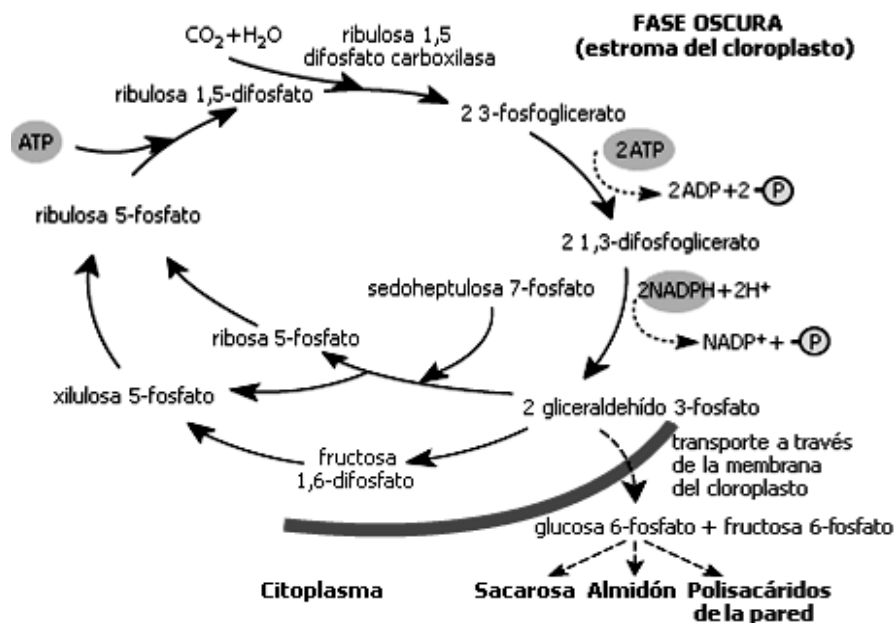 FASE OSCURA
(estroma del cloroplasto)
CO₂+H₂O
ribulosa 1,5
difosfato carboxilasa
ribulosa 1,5-difosfato
2 3-fosfoglicerato
ATP
2ATP
2ADP+2 P
ribulosa 5-fosfato
2 1,3-difosfoglicerato
sedoheptulosa 7-fosfato
2NADPH+2H⁺
ribosa 5-fosfato
NADP⁺+ P
xilulosa 5-fosfato
2 gliceraldehído 3-fosfato
fructosa
1,6-difosfato
transporte a través
de la membrana
del cloroplasto
glucosa 6-fosfato + fructosa 6-fosfato
Citoplasma
Sacarosa
Almidón
Polisacáridos
de la pared